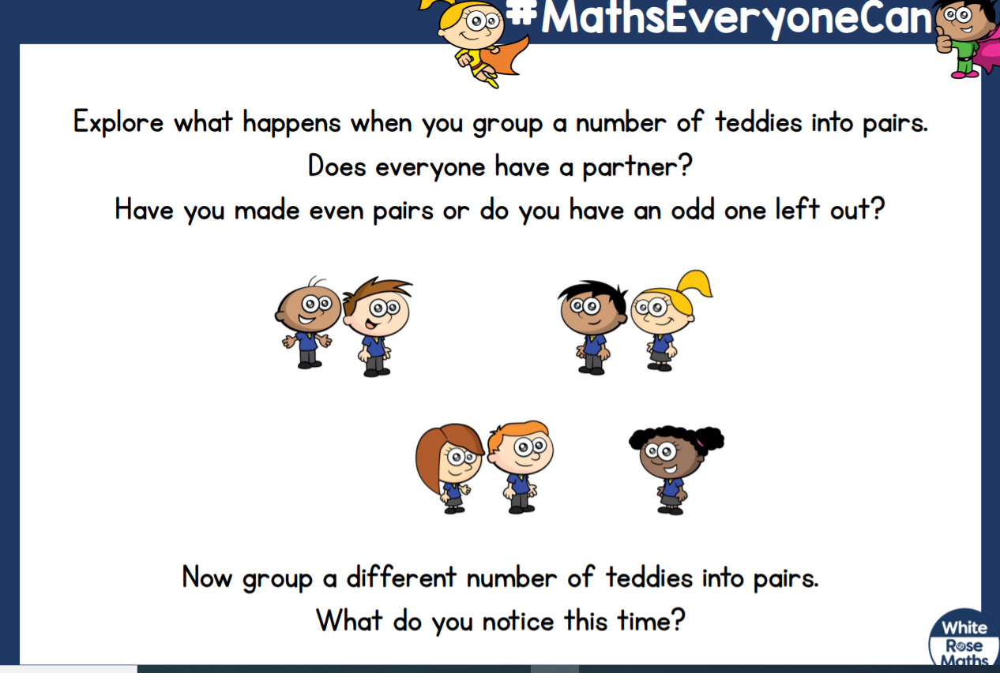 #MathsEveryoneCan
Explore what happens when you group a number of teddies into pairs.
Does everyone have a partner?
Have you made even pairs or do you have an odd one left out?
Now group a different number of teddies into pairs.
What do you notice this time?
White
Rose
Maths